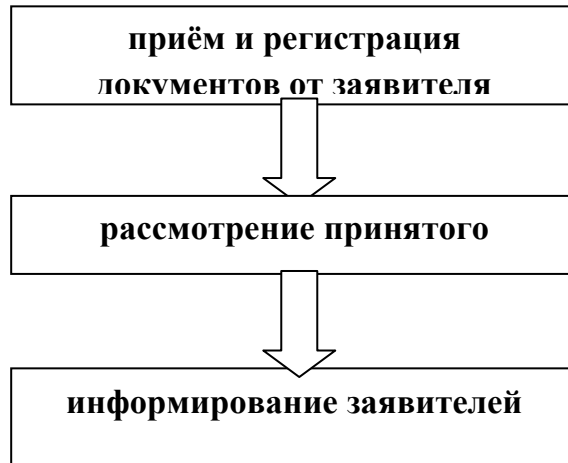 приём и регистрация
документов от заявителя
рассмотрение принятого
информирование заявителей